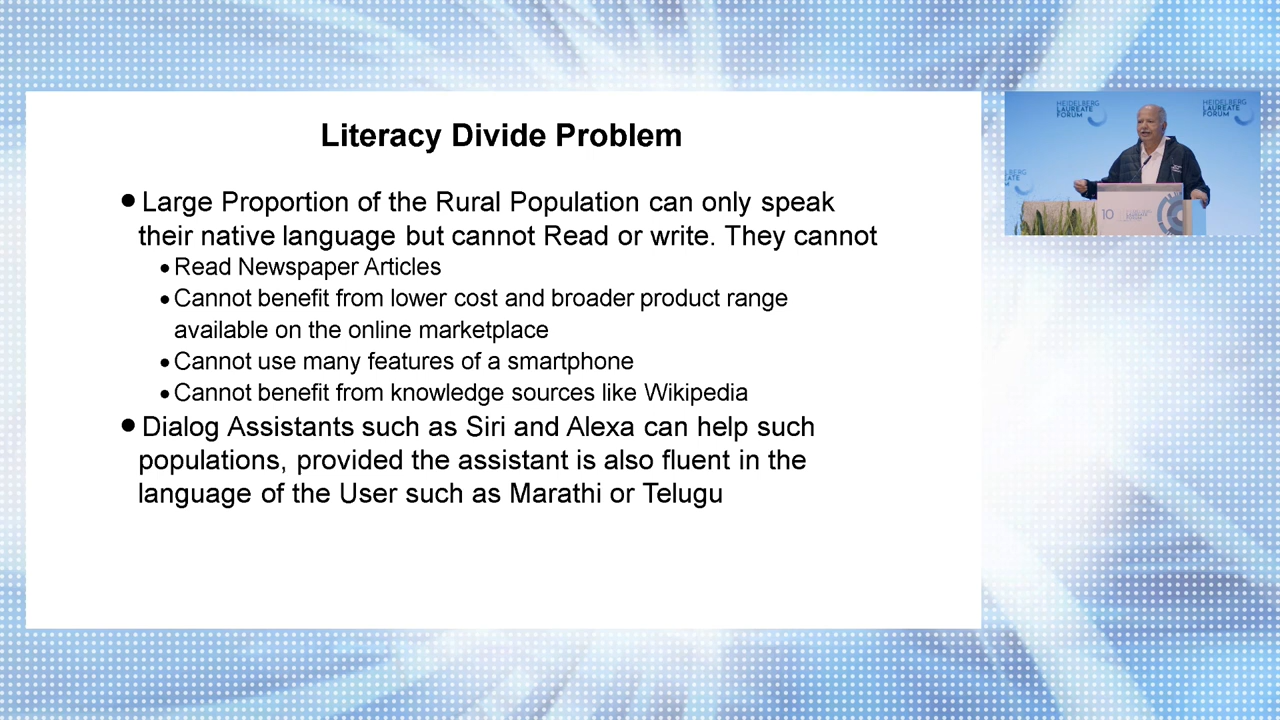 Literacy Divide Problem
● Large Proportion of the Rural Population can only speak
their native language but cannot Read or write. They cannot
● Read Newspaper Articles
● Cannot benefit from lower cost and broader product range
available on the online marketplace
● Cannot use many features of a smartphone
● Cannot benefit from knowledge sources like Wikipedia
● Dialog Assistants such as Siri and Alexa can help such
populations, provided the assistant is also fluent in the
language of the User such as Marathi or Telugu
HEIDELBERG
LAUREATE
FORUM
HEIDELBERG
LAUREATE
FORUM
10